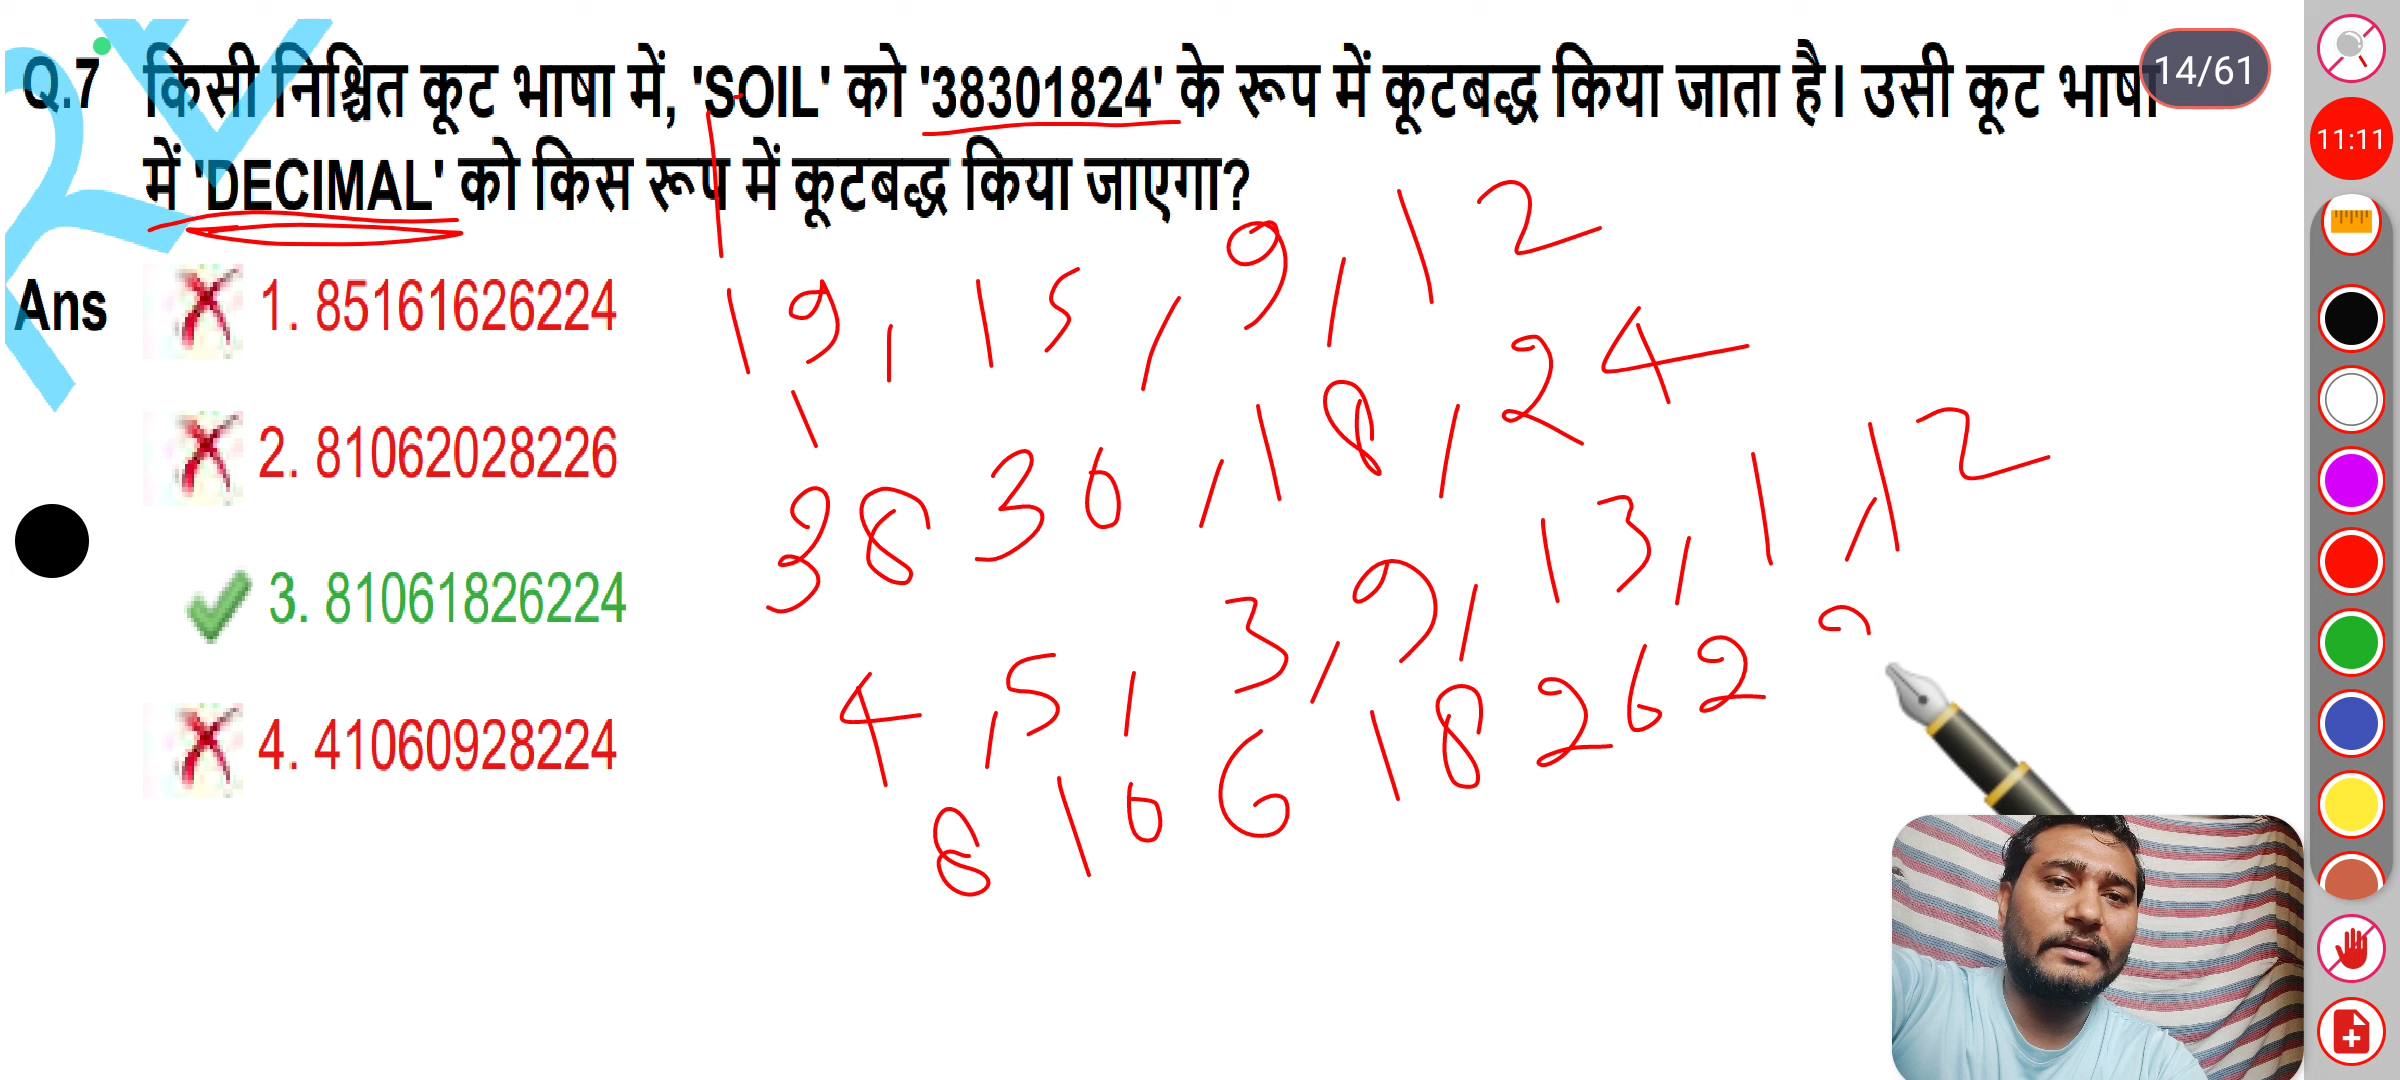 Q.7 किसी निश्चित कूट भाषा में, 'SOIL' को '38301824' के रूप में कूटबद्ध किया जाता है। उसी कूट भाषा
14/61
में 'DECIMAL' को किस रूप में कूटबद्ध किया जाएगा?
11:11
Ans 1. 85161626224
2. 81062028226
3. 81061826224
4. 41060928224
19, 15, 9, 12
38 30, 18, 24
4, 5, 3, 9, 13, 1, 12
8 10 6 18 26 2